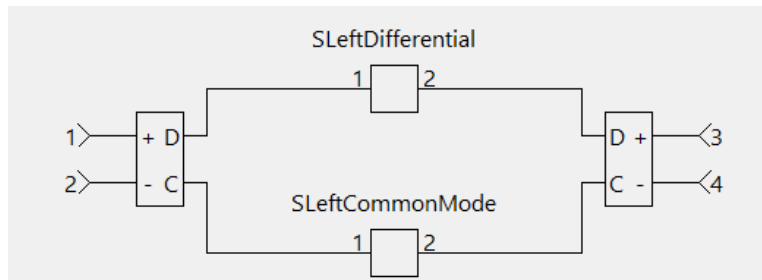 SLeftDifferential
1 2
1 + D D + 3
2 - C C - 4
SLeftCommonMode
1 2